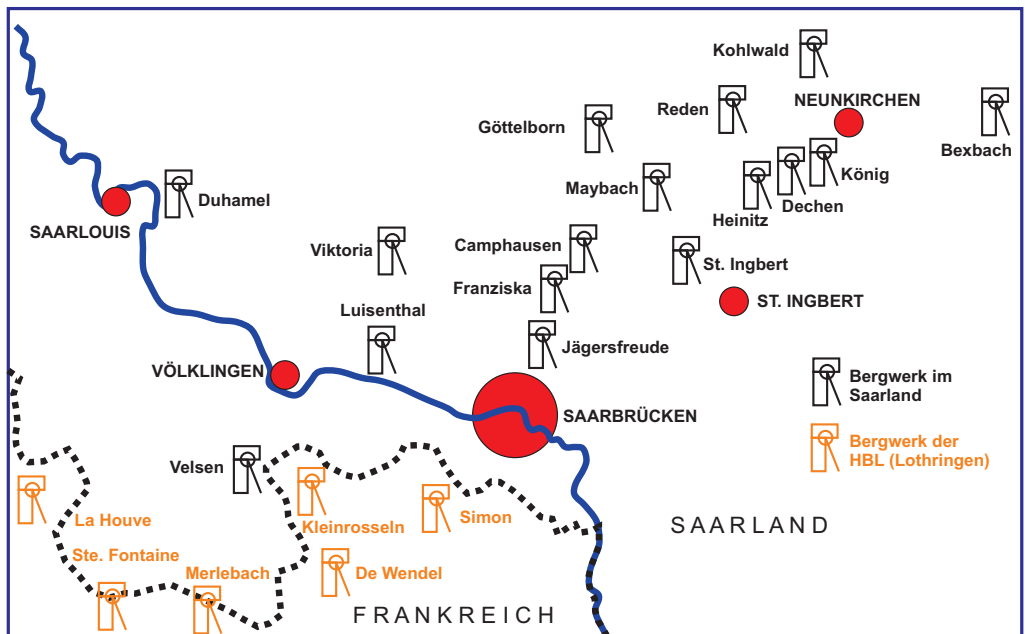 Kohlwald
Reden
NEUNKIRCHEN
Göttelborn
Bexbach
König
Maybach
Dechen
Duhamel
Heinitz
SAARLOUIS
Viktoria
Camphausen
St. Ingbert
Franziska
ST. INGBERT
Luisenthal
Jägersfreude
VÖLKLINGEN
Bergwerk im
Saarland
SAARBRÜCKEN
Bergwerk der
HBL (Lothringen)
Velsen
La Houve
Kleinrosseln
Simon
SAARLAND
Ste. Fontaine
Merlebach
De Wendel
FRANKREICH